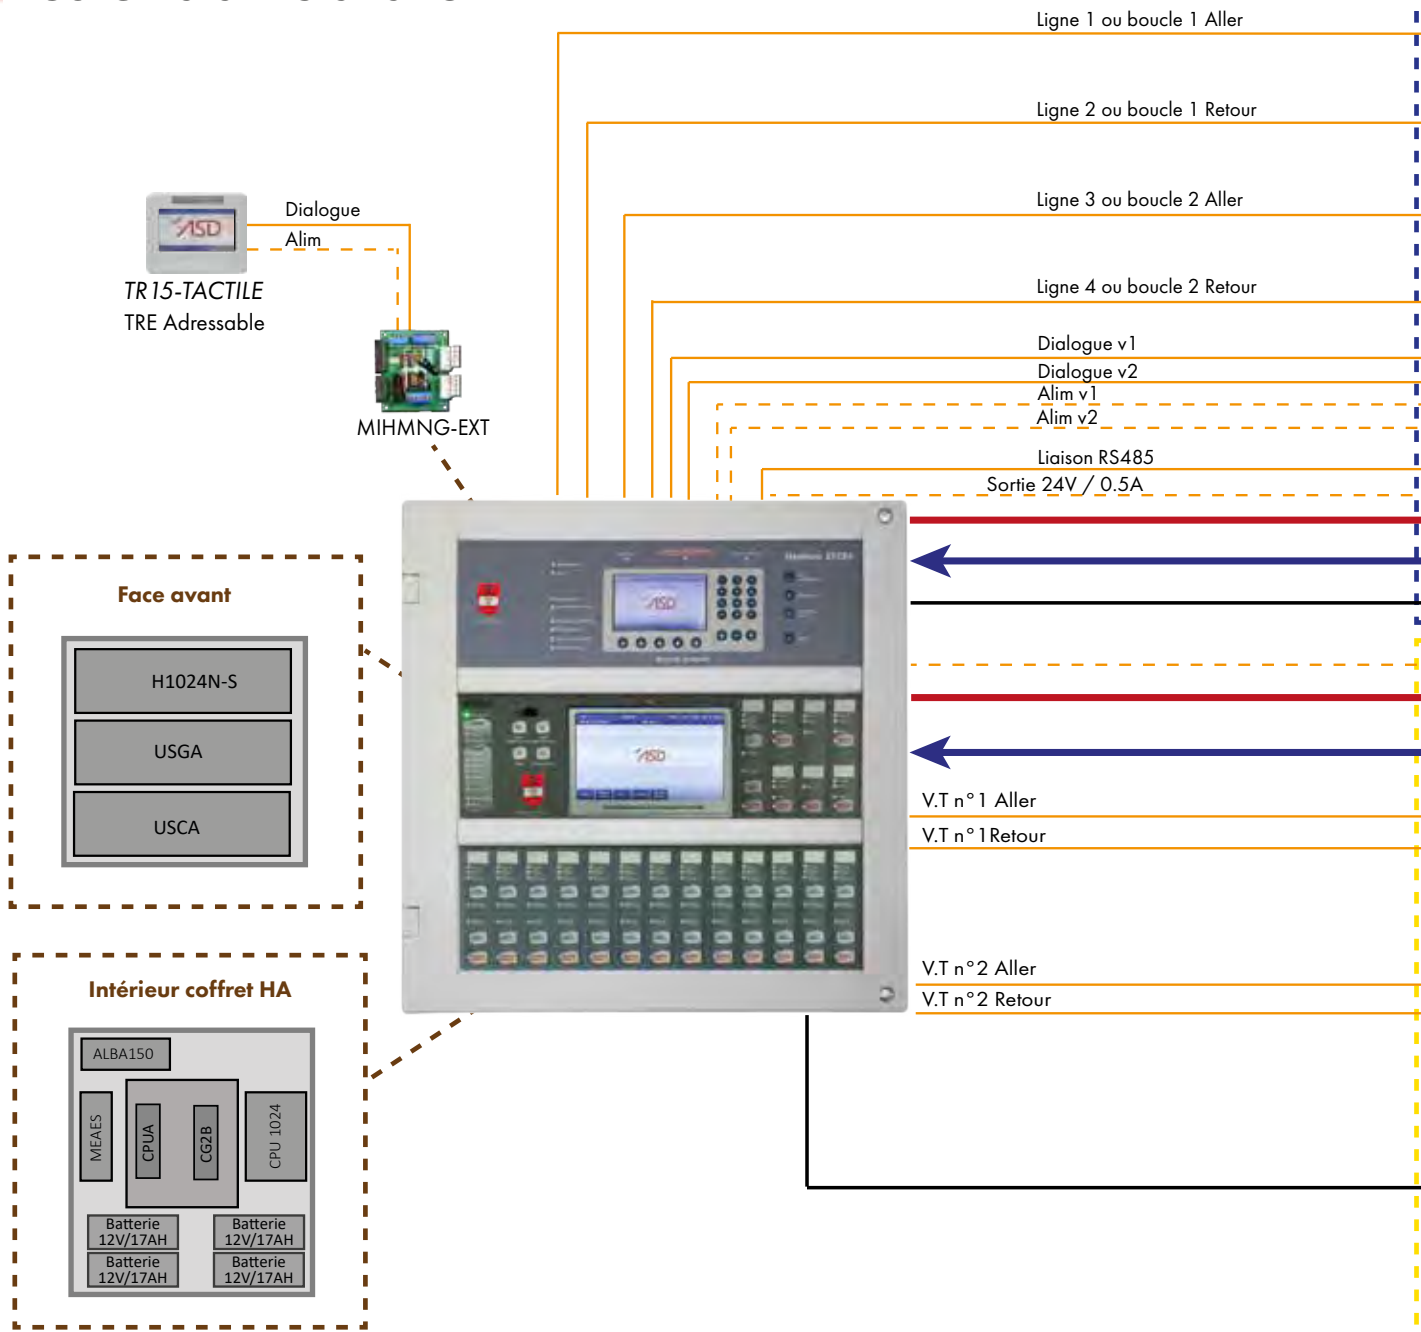 Ligne 1 ou boucle 1 Aller
Ligne 2 ou boucle 1 Retour
Ligne 3 ou boucle 2 Aller
Ligne 4 ou boucle 2 Retour
Dialogue v1
Dialogue v2
Alim v1
Alim v2
Liaison RS485
Sortie 24V / 0.5A
ASD
Dialogue
Alim
TR15-TACTILE
TRE Adressable
MIHMNG-EXT
Face avant
H1024N-S
USGA
USCA
ASD
ASD
V.T n°1 Aller
V.T n°1Retour
V.T n°2 Aller
V.T n°2 Retour
Intérieur coffret HA
ALBA150
MEAES
CPUA
CG2B
CPU 1024
Batterie
12V/17AH
Batterie
12V/17AH
Batterie
12V/17AH
Batterie
12V/17AH